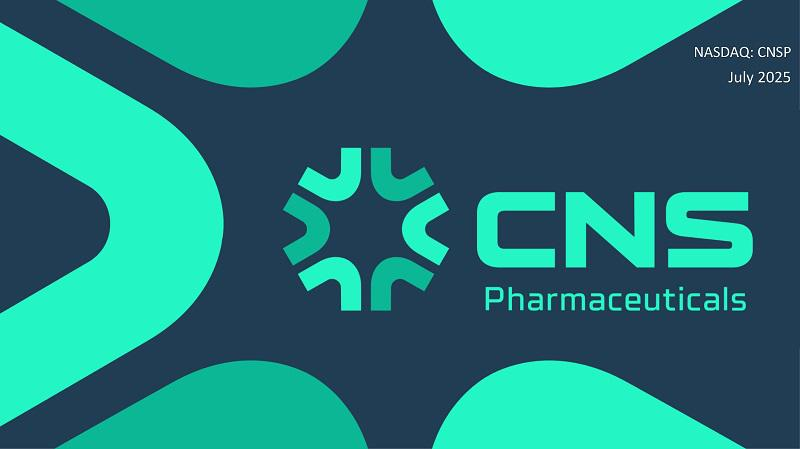 NASDAQ: CNSP
July 2025
CNS
Pharmaceuticals